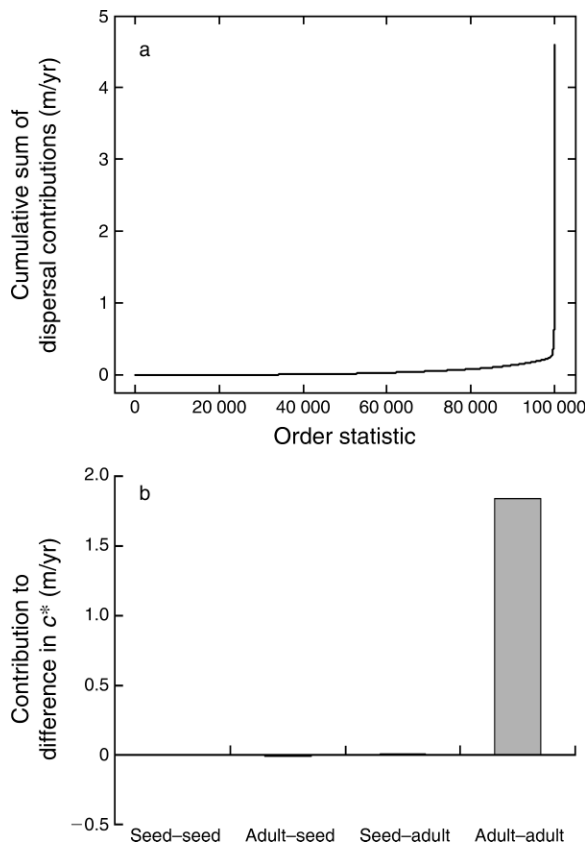 a
Cumulative sum of
dispersal contributions (m/yr)
5
4
3
2
1
0
0 20 000 40 000 60 000 80 000 100 000
Order statistic
b
Contribution to
difference in c* (m/yr)
2.0
1.5
1.0
0.5
0
−0.5
Seed–seed Adult–seed Seed–adult Adult–adult